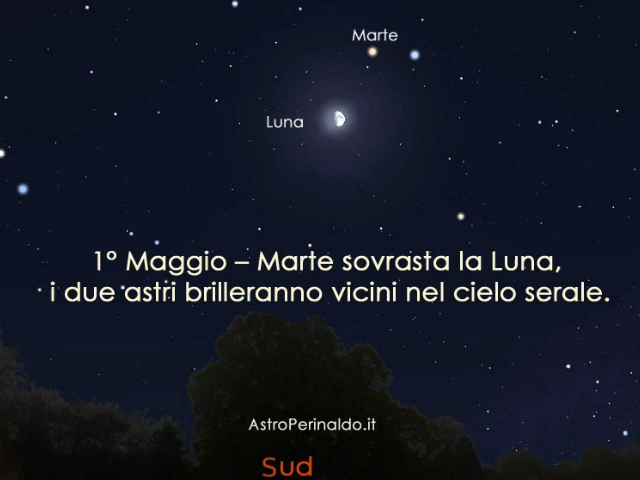 Marte
Luna
1° Maggio – Marte sovrasta la Luna,
i due astri brilleranno vicini nel cielo serale.
AstroPerinaldo.it
Sud